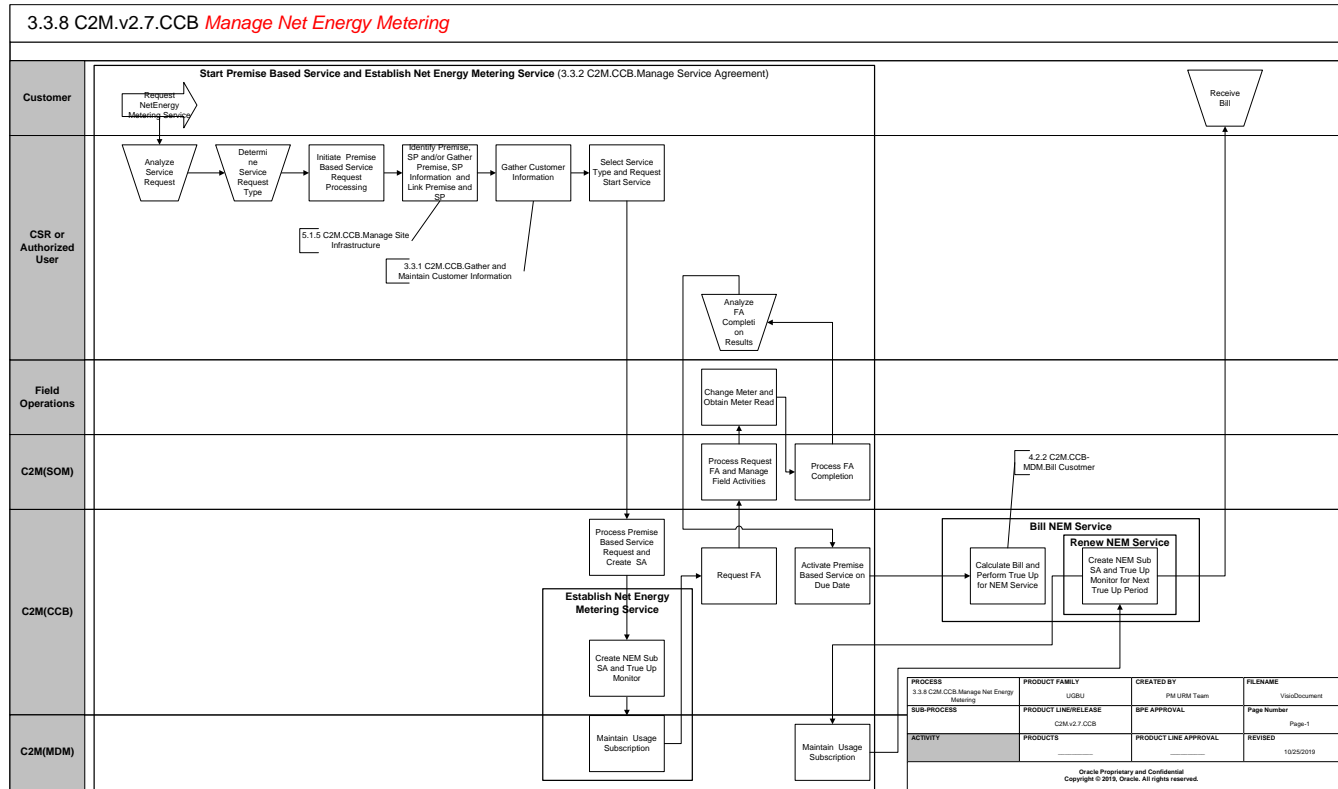 3.3.8 C2M.v2.7.CCB Manage Net Energy Metering
Start Premise Based Service and Establish Net Energy Metering Service (3.3.2 C2M.CCB.Manage Service Agreement)
Customer
Request
NetEnergy
Metering Service
Receive
Bill
CSR or
Authorized
User
Analyze
Service
Request
Determi
ne
Service
Request
Type
Initiate Premise
Based Service
Request
Processing
Identify Premise,
SP and/or Gather
Premise, SP
Information and
Link Premise and
SP
Gather Customer
Information
Select Service
Type and Request
Start Service
5.1.5 C2M.CCB.Manage Site
Infrastructure
3.3.1 C2M.CCB.Gather and
Maintain Customer Information
Analyze
FA
Completi
on
Results
Field
Operations
Change Meter and
Obtain Meter Read
C2M(SOM)
Process Request
FA and Manage
Field Activities
Process FA
Completion
4.2.2 C2M.CCB-
MDM.Bill Cusotmer
C2M(CCB)
Process Premise
Based Service
Request and
Create SA
Request FA
Activate Premise
Based Service on
Due Date
Bill NEM Service
Renew NEM Service
Calculate Bill and
Perform True Up
for NEM Service
Create NEM Sub
SA and True Up
Monitor for Next
True Up Period
Establish Net Energy
Metering Service
Create NEM Sub
SA and True Up
Monitor
C2M(MDM)
Maintain Usage
Subscription
Maintain Usage
Subscription
PROCESS
3.3.8 C2M.CCB.Manage Net Energy
Metering
PRODUCT FAMILY
UGBU
CREATED BY
PM URM Team
FILENAME
VisioDocument
SUB-PROCESS
PRODUCT LINE/RELEASE
C2M.v2.7.CCB
BPE APPROVAL
Page Number
Page-1
ACTIVITY
PRODUCTS
PRODUCT LINE APPROVAL
REVISED
10/25/2019
Oracle Proprietary and Confidential
Copyright © 2019, Oracle. All rights reserved.